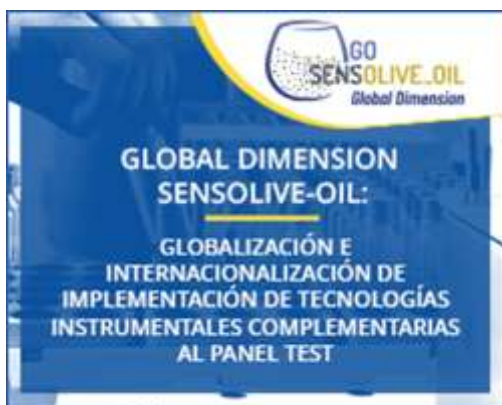 GO
SENSOLIVE_OIL
Global Dimension
GLOBAL DIMENSION
SENSOLIVE-OIL:
GLOBALIZACIÓN E
INTERNACIONALIZACIÓN DE
IMPLEMENTACIÓN DE TECNOLOGÍAS
INSTRUMENTALES COMPLEMENTARIAS
AL PANEL TEST